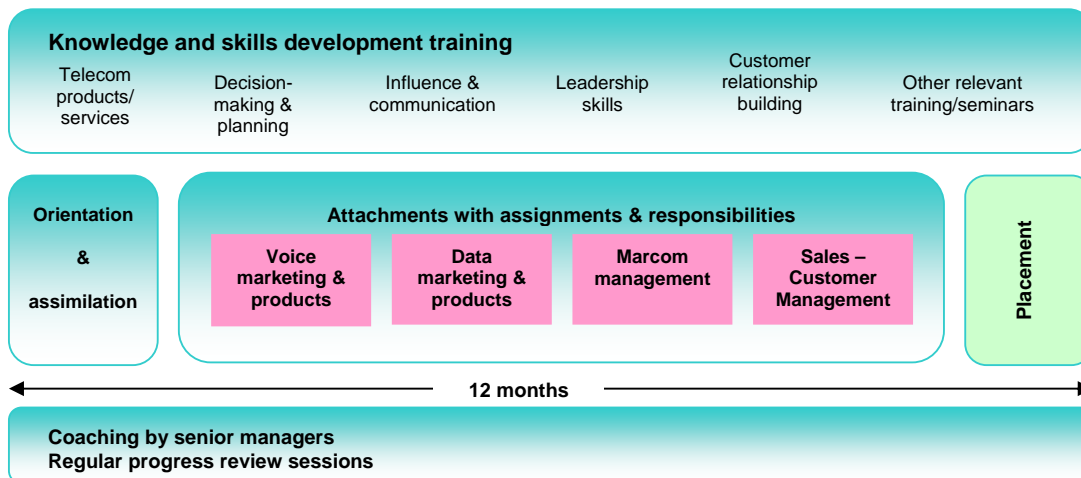 Knowledge and skills development training
Telecom
products/
services
Decision-
making &
planning
Influence &
communication
Leadership
skills
Customer
relationship
building
Other relevant
training/seminars
Orientation
&
assimilation
Attachments with assignments & responsibilities
Voice
marketing &
products
Data
marketing &
products
Marcom
management
Sales –
Customer
Management
Placement
12 months
Coaching by senior managers
Regular progress review sessions